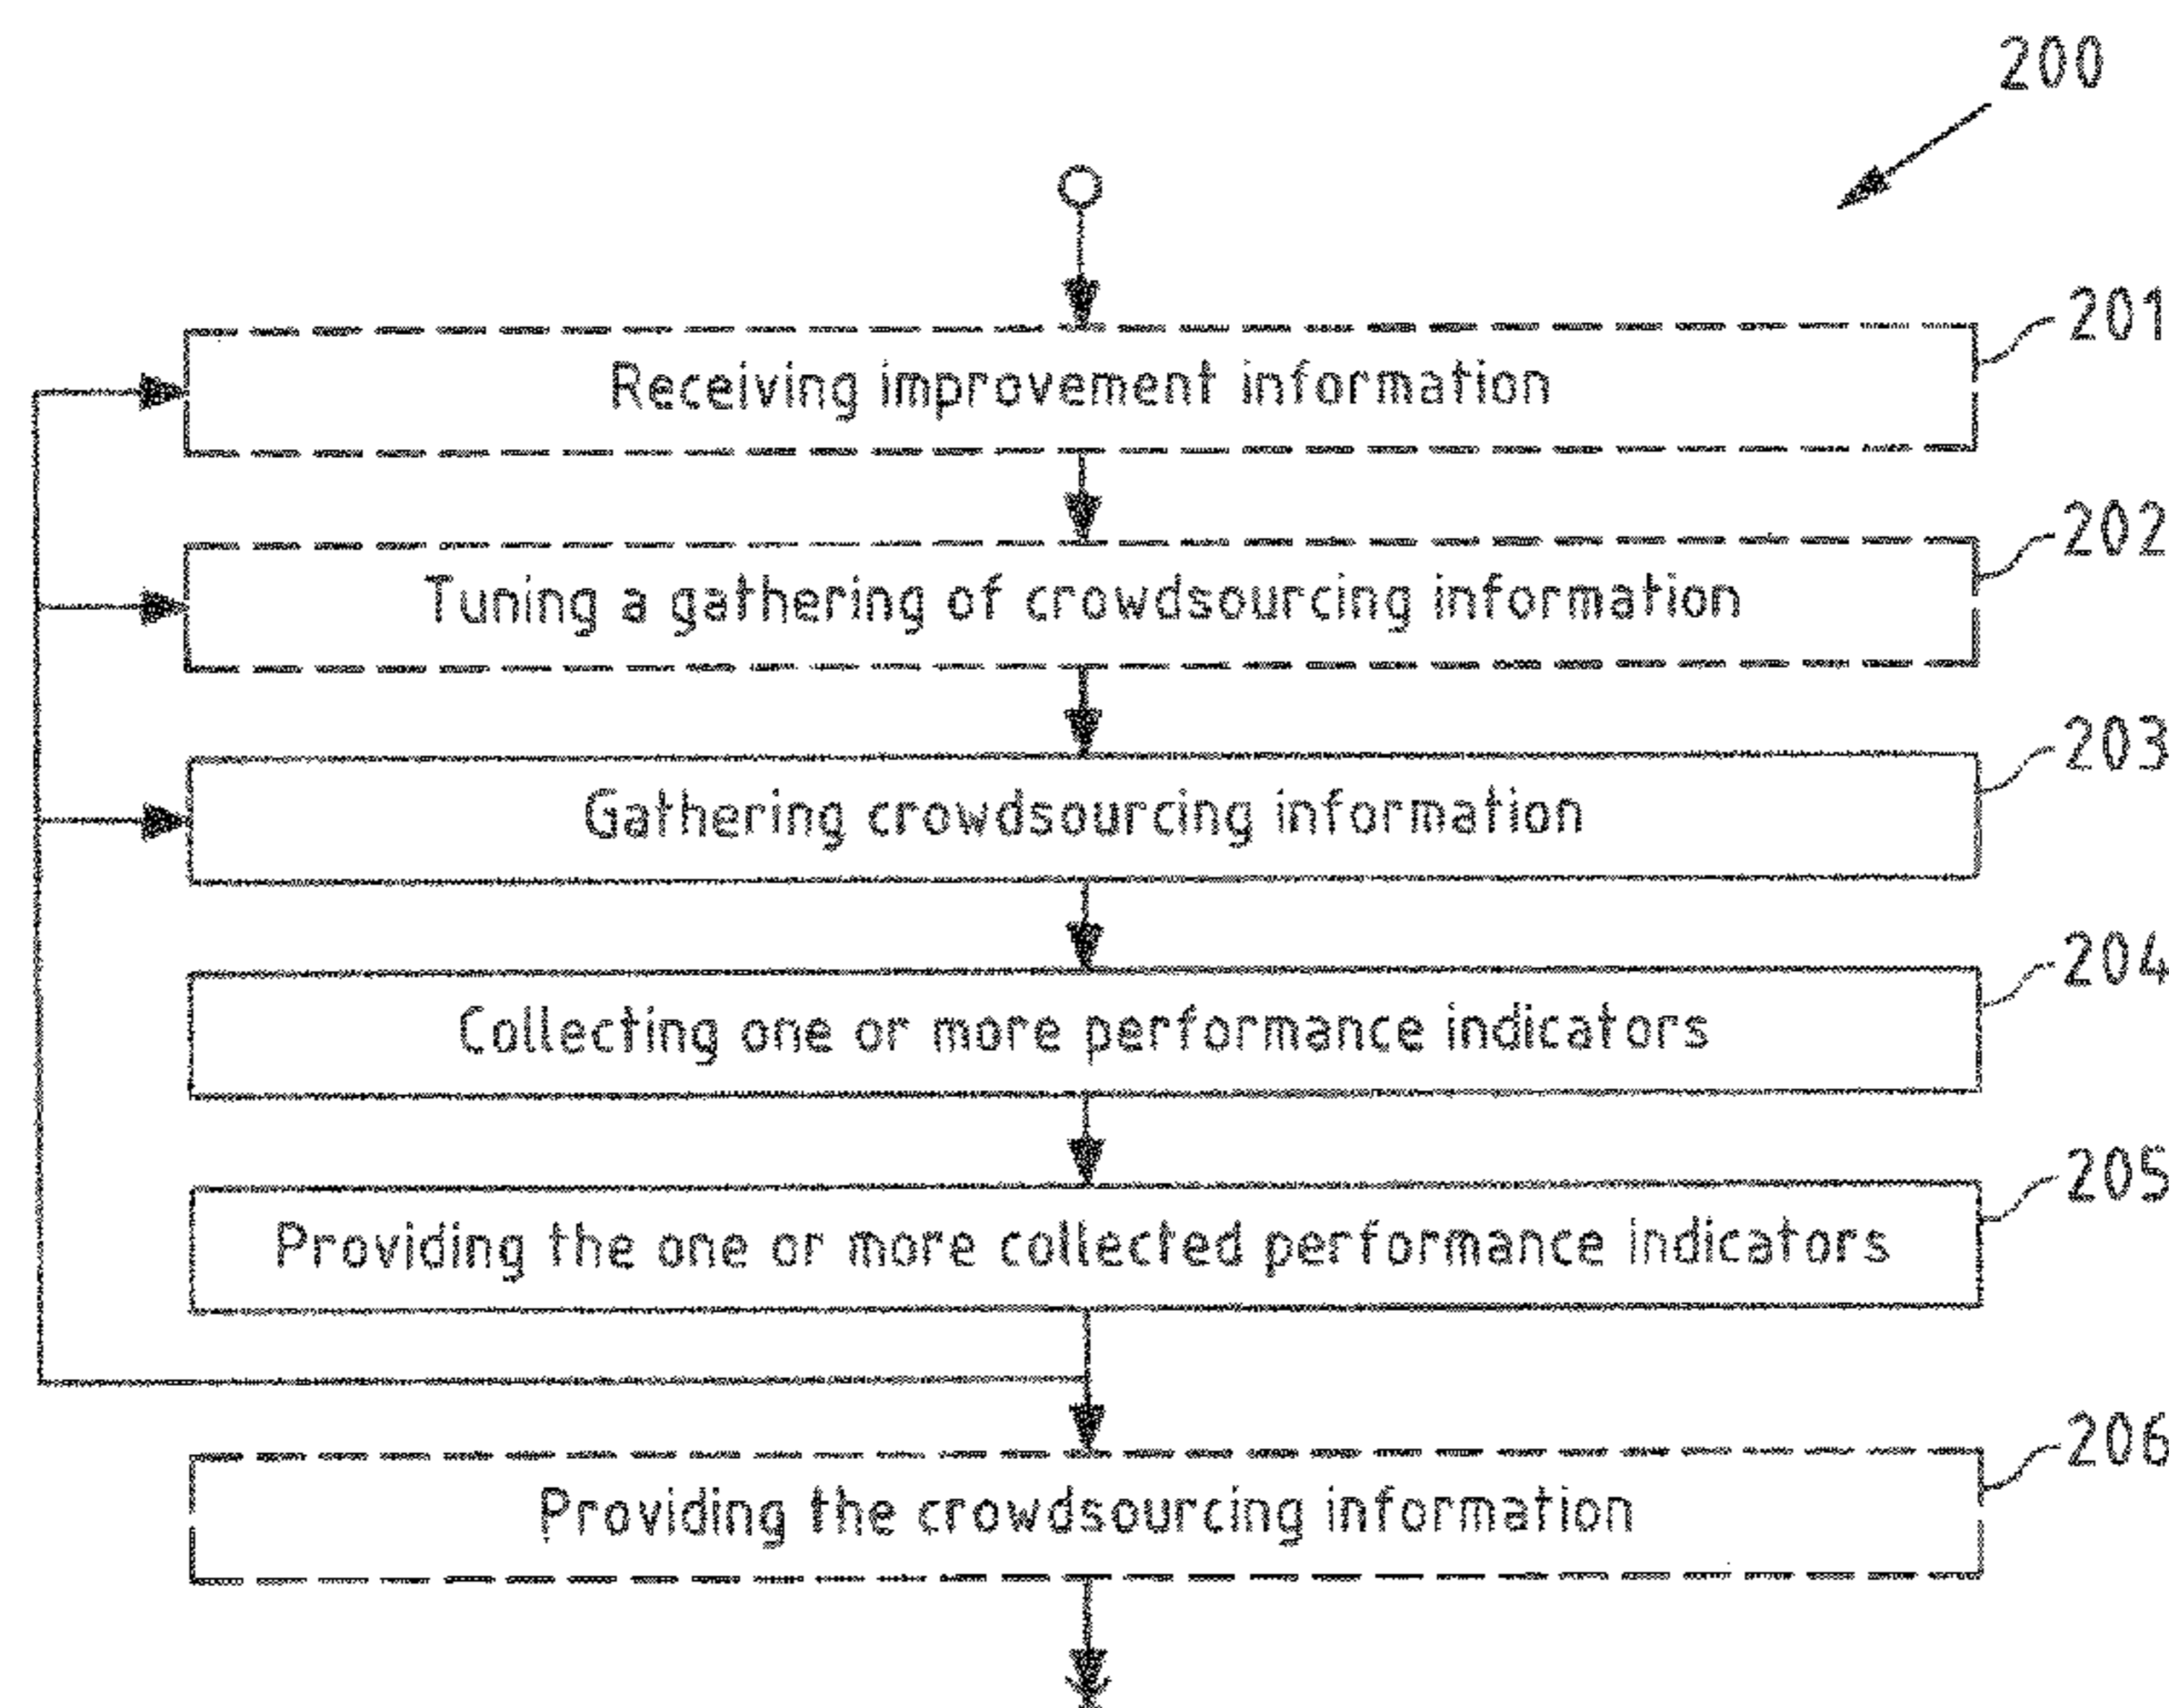 200
201
Receiving improvement information
202
Tuning a gathering of crowdsourcing information
203
Gathering crowdsourcing information
204
Collecting one or more performance indicators
205
Providing the one or more collected performance indicators
206
Providing the crowdsourcing information